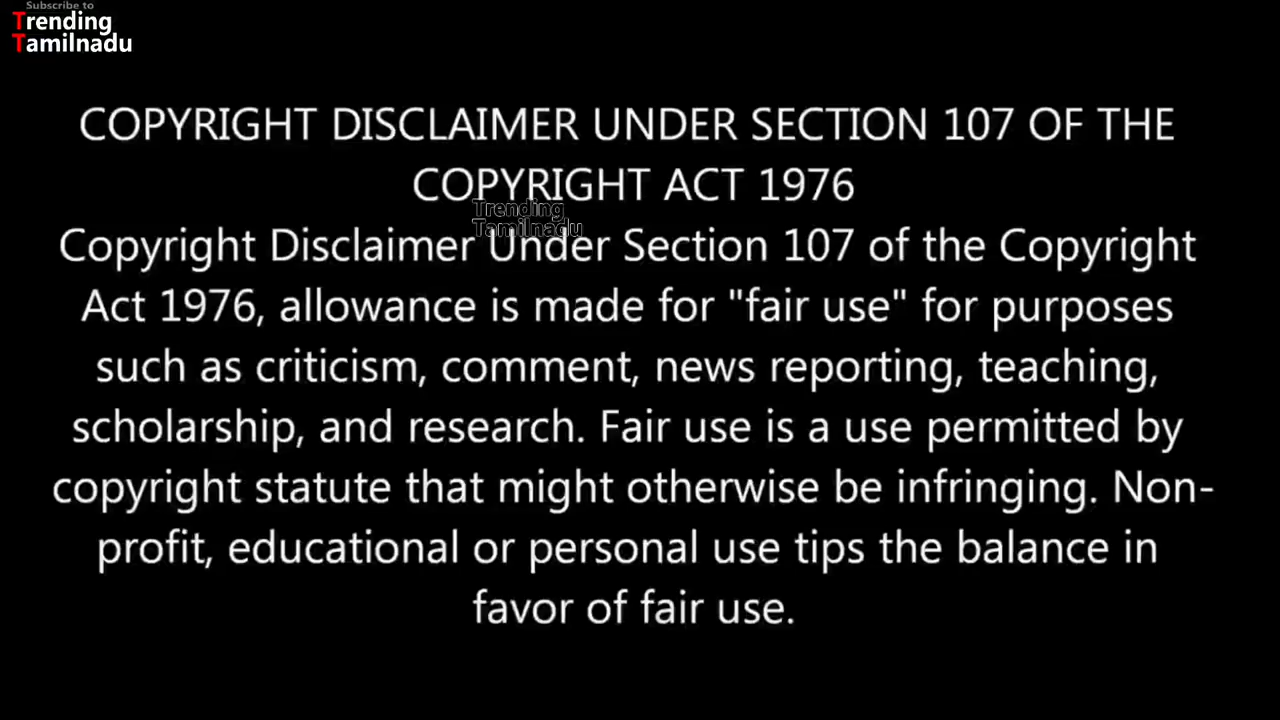 Subscribe to
Trending
Tamilnadu
COPYRIGHT DISCLAIMER UNDER SECTION 107 OF THE
COPYRIGHT ACT 1976
Trending
Tamilnadu
Copyright Disclaimer Under Section 107 of the Copyright
Act 1976, allowance is made for "fair use" for purposes
such as criticism, comment, news reporting, teaching,
scholarship, and research. Fair use is a use permitted by
copyright statute that might otherwise be infringing. Non-
profit, educational or personal use tips the balance in
favor of fair use.